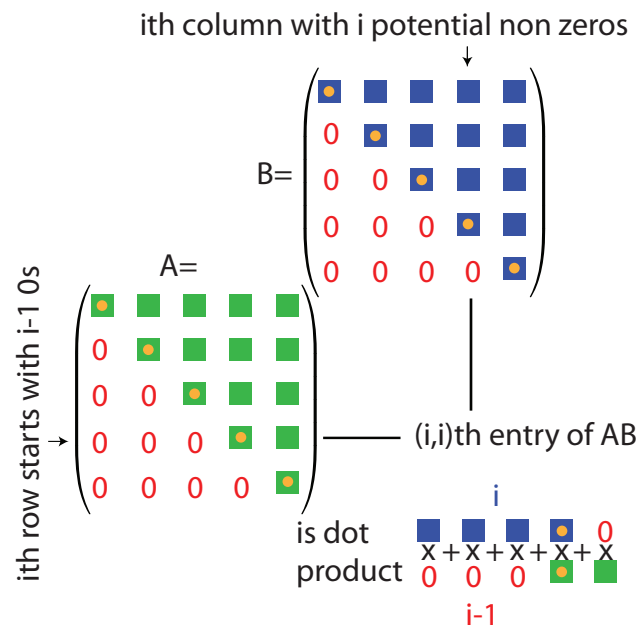 ith column with i potential non zeros
B=
0
0 0
0 0 0
0 0 0 0
A=
0
0 0
0 0 0
0 0 0 0
ith row starts with i-1 0s
(i,i)th entry of AB
i
is dot
product
0
x + x + x + x + x
0 0 0
i-1